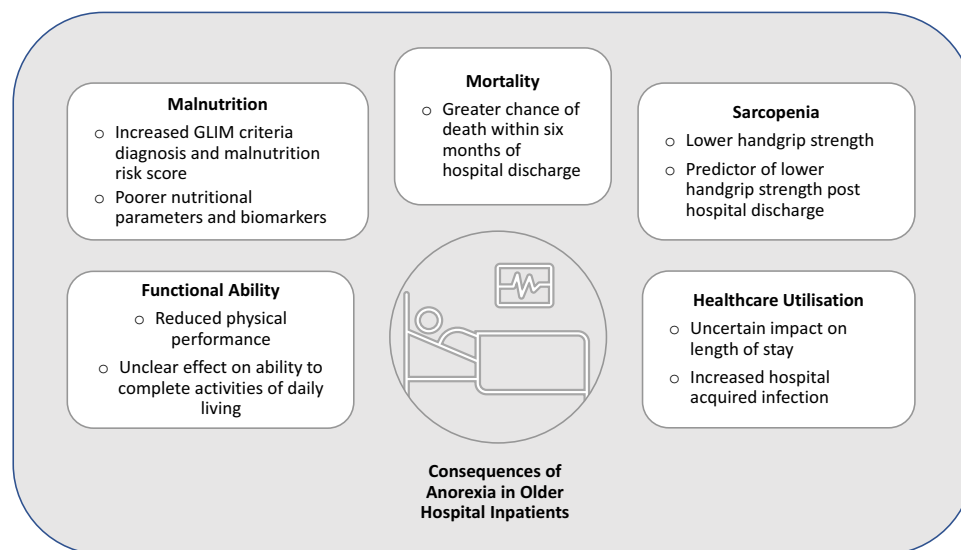 Malnutrition
○ Increased GLIM criteria
diagnosis and malnutrition
risk score
○ Poorer nutritional
parameters and biomarkers
Mortality
○ Greater chance of
death within six
months of
hospital discharge
Sarcopenia
○ Lower handgrip strength
○ Predictor of lower
handgrip strength post
hospital discharge
Functional Ability
○ Reduced physical
performance
○ Unclear effect on ability to
complete activities of daily
living
Healthcare Utilisation
○ Uncertain impact on
length of stay
○ Increased hospital
acquired infection
Consequences of
Anorexia in Older
Hospital Inpatients